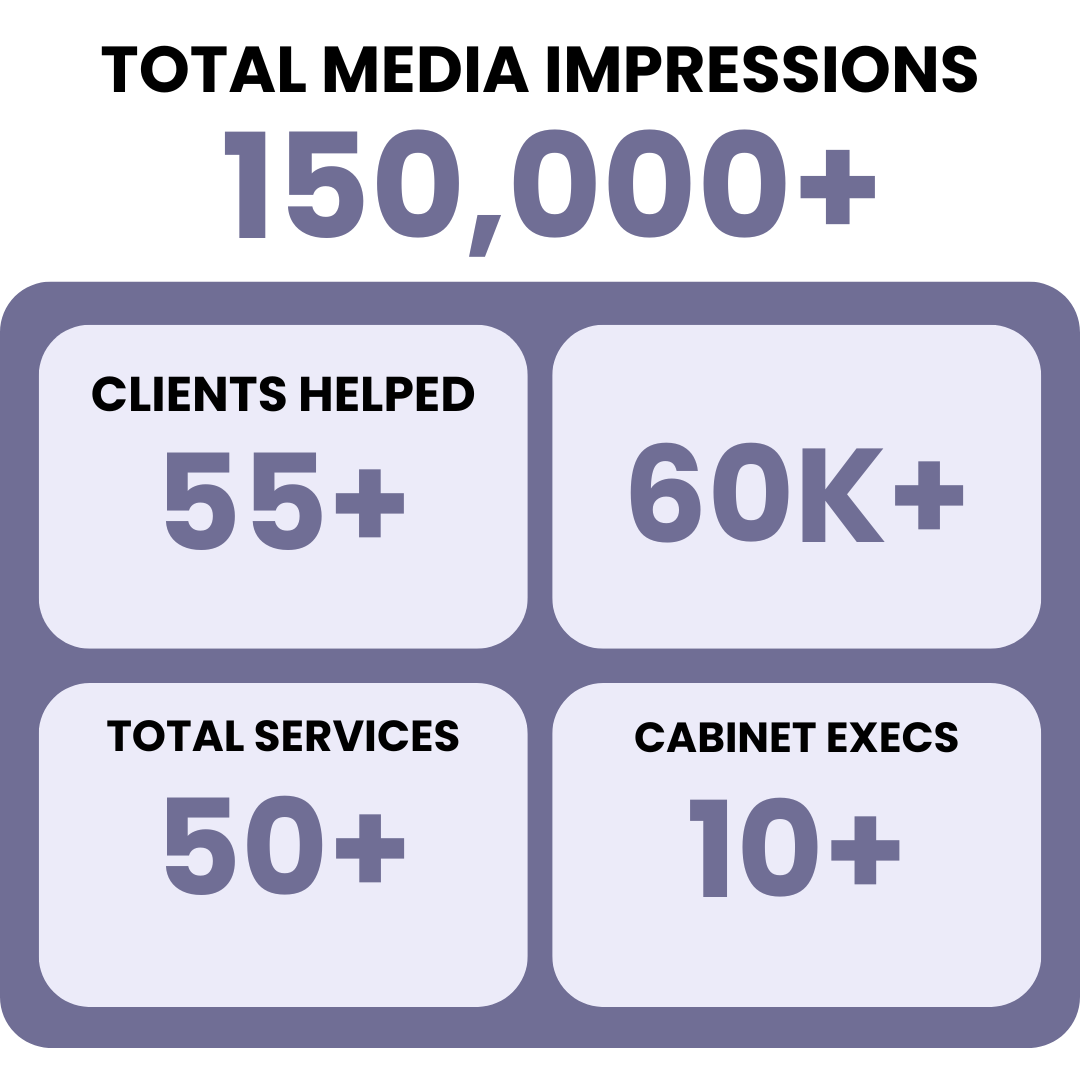 TOTAL MEDIA IMPRESSIONS
150,000+
CLIENTS HELPED
55+
60K+
TOTAL SERVICES
50+
CABINET EXECS
10+